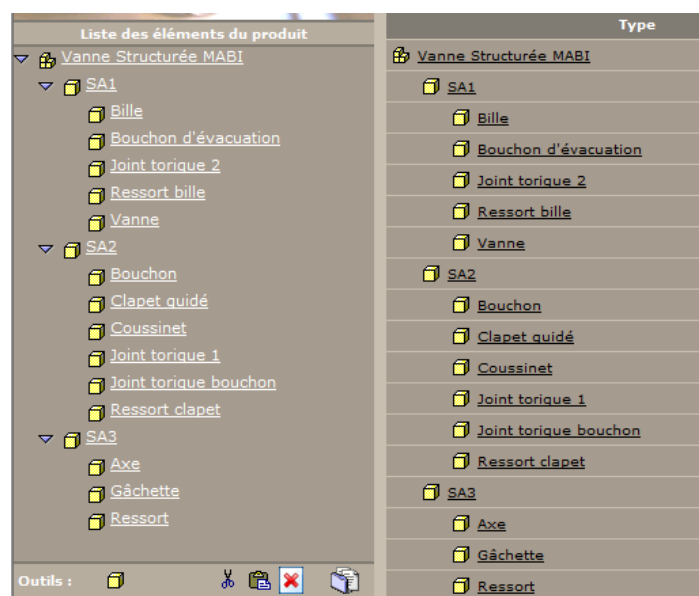 Liste des éléments du produit
Vanne Structurée MABI
SA1
Bille
Bouchon d'évacuation
Joint torique 2
Ressort bille
Vanne
SA2
Bouchon
Clapet guidé
Coussinet
Joint torique 1
Joint torique bouchon
Ressort clapet
SA3
Axe
Gâchette
Ressort
Outils :
Type
Vanne Structurée MABI
SA1
Bille
Bouchon d'évacuation
Joint torique 2
Ressort bille
Vanne
SA2
Bouchon
Clapet guidé
Coussinet
Joint torique 1
Joint torique bouchon
Ressort clapet
SA3
Axe
Gâchette
Ressort